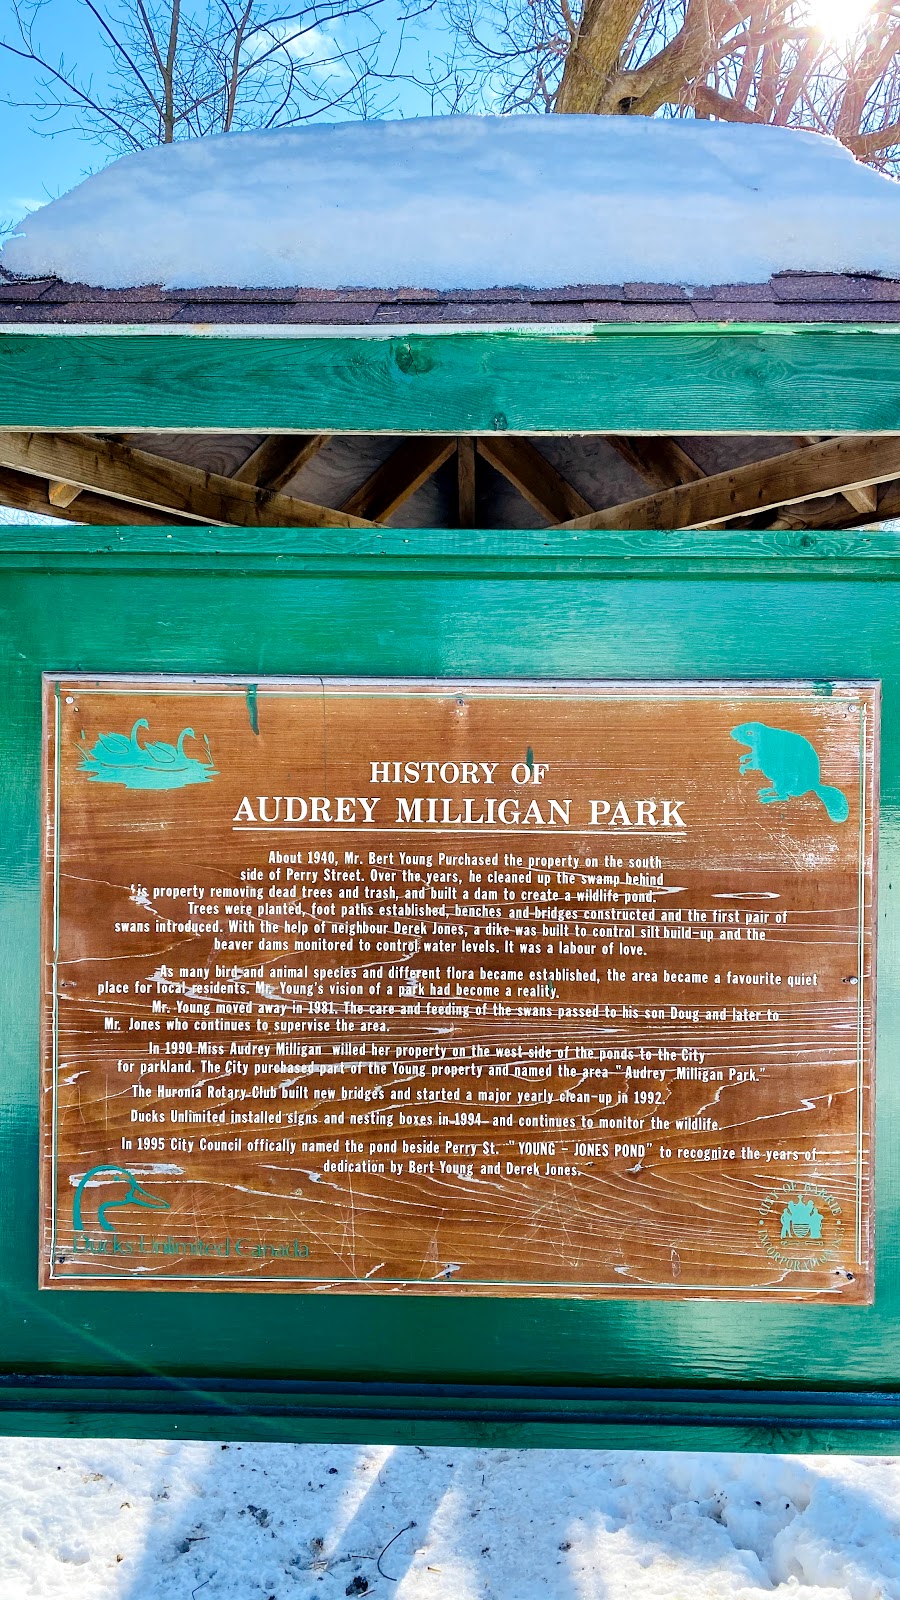 HISTORY OF
AUDREY MILLIGAN PARK
About 1940, Mr. Bert Young Purchased the property on the south
side of Perry Street. Over the years, he cleaned up the swamp behind
his property removing dead trees and trash, and built a dam to create a wildlife pond.
Trees were planted, foot paths established, benches and bridges constructed and the first pair of
swans introduced. With the help of neighbour Derek Jones, a dike was built to control silt build-up and the
beaver dams monitored to control water levels. It was a labour of love.
As many bird and animal species and different flora became established, the area became a favourite quiet
place for local residents. Mr. Young's vision of a park had become a reality.
Mr. Young moved away in 1981. The care and feeding of the swans passed to his son Doug and later to
Mr. Jones who continues to supervise the area.
In 1990 Miss Audrey Milligan willed her property on the west side of the ponds to the City
for parkland. The City purchased part of the Young property and named the area "Audrey Milligan Park."
The Huronia Rotary Club built new bridges and started a major yearly clean-up in 1992.
Ducks Unlimited installed signs and nesting boxes in 1994 and continues to monitor the wildlife.
In 1995 City Council offically named the pond beside Perry St. "YOUNG - JONES POND" to recognize the years of
dedication by Bert Young and Derek Jones.
Ducks Unlimited Canada
CITY OF BARRIE